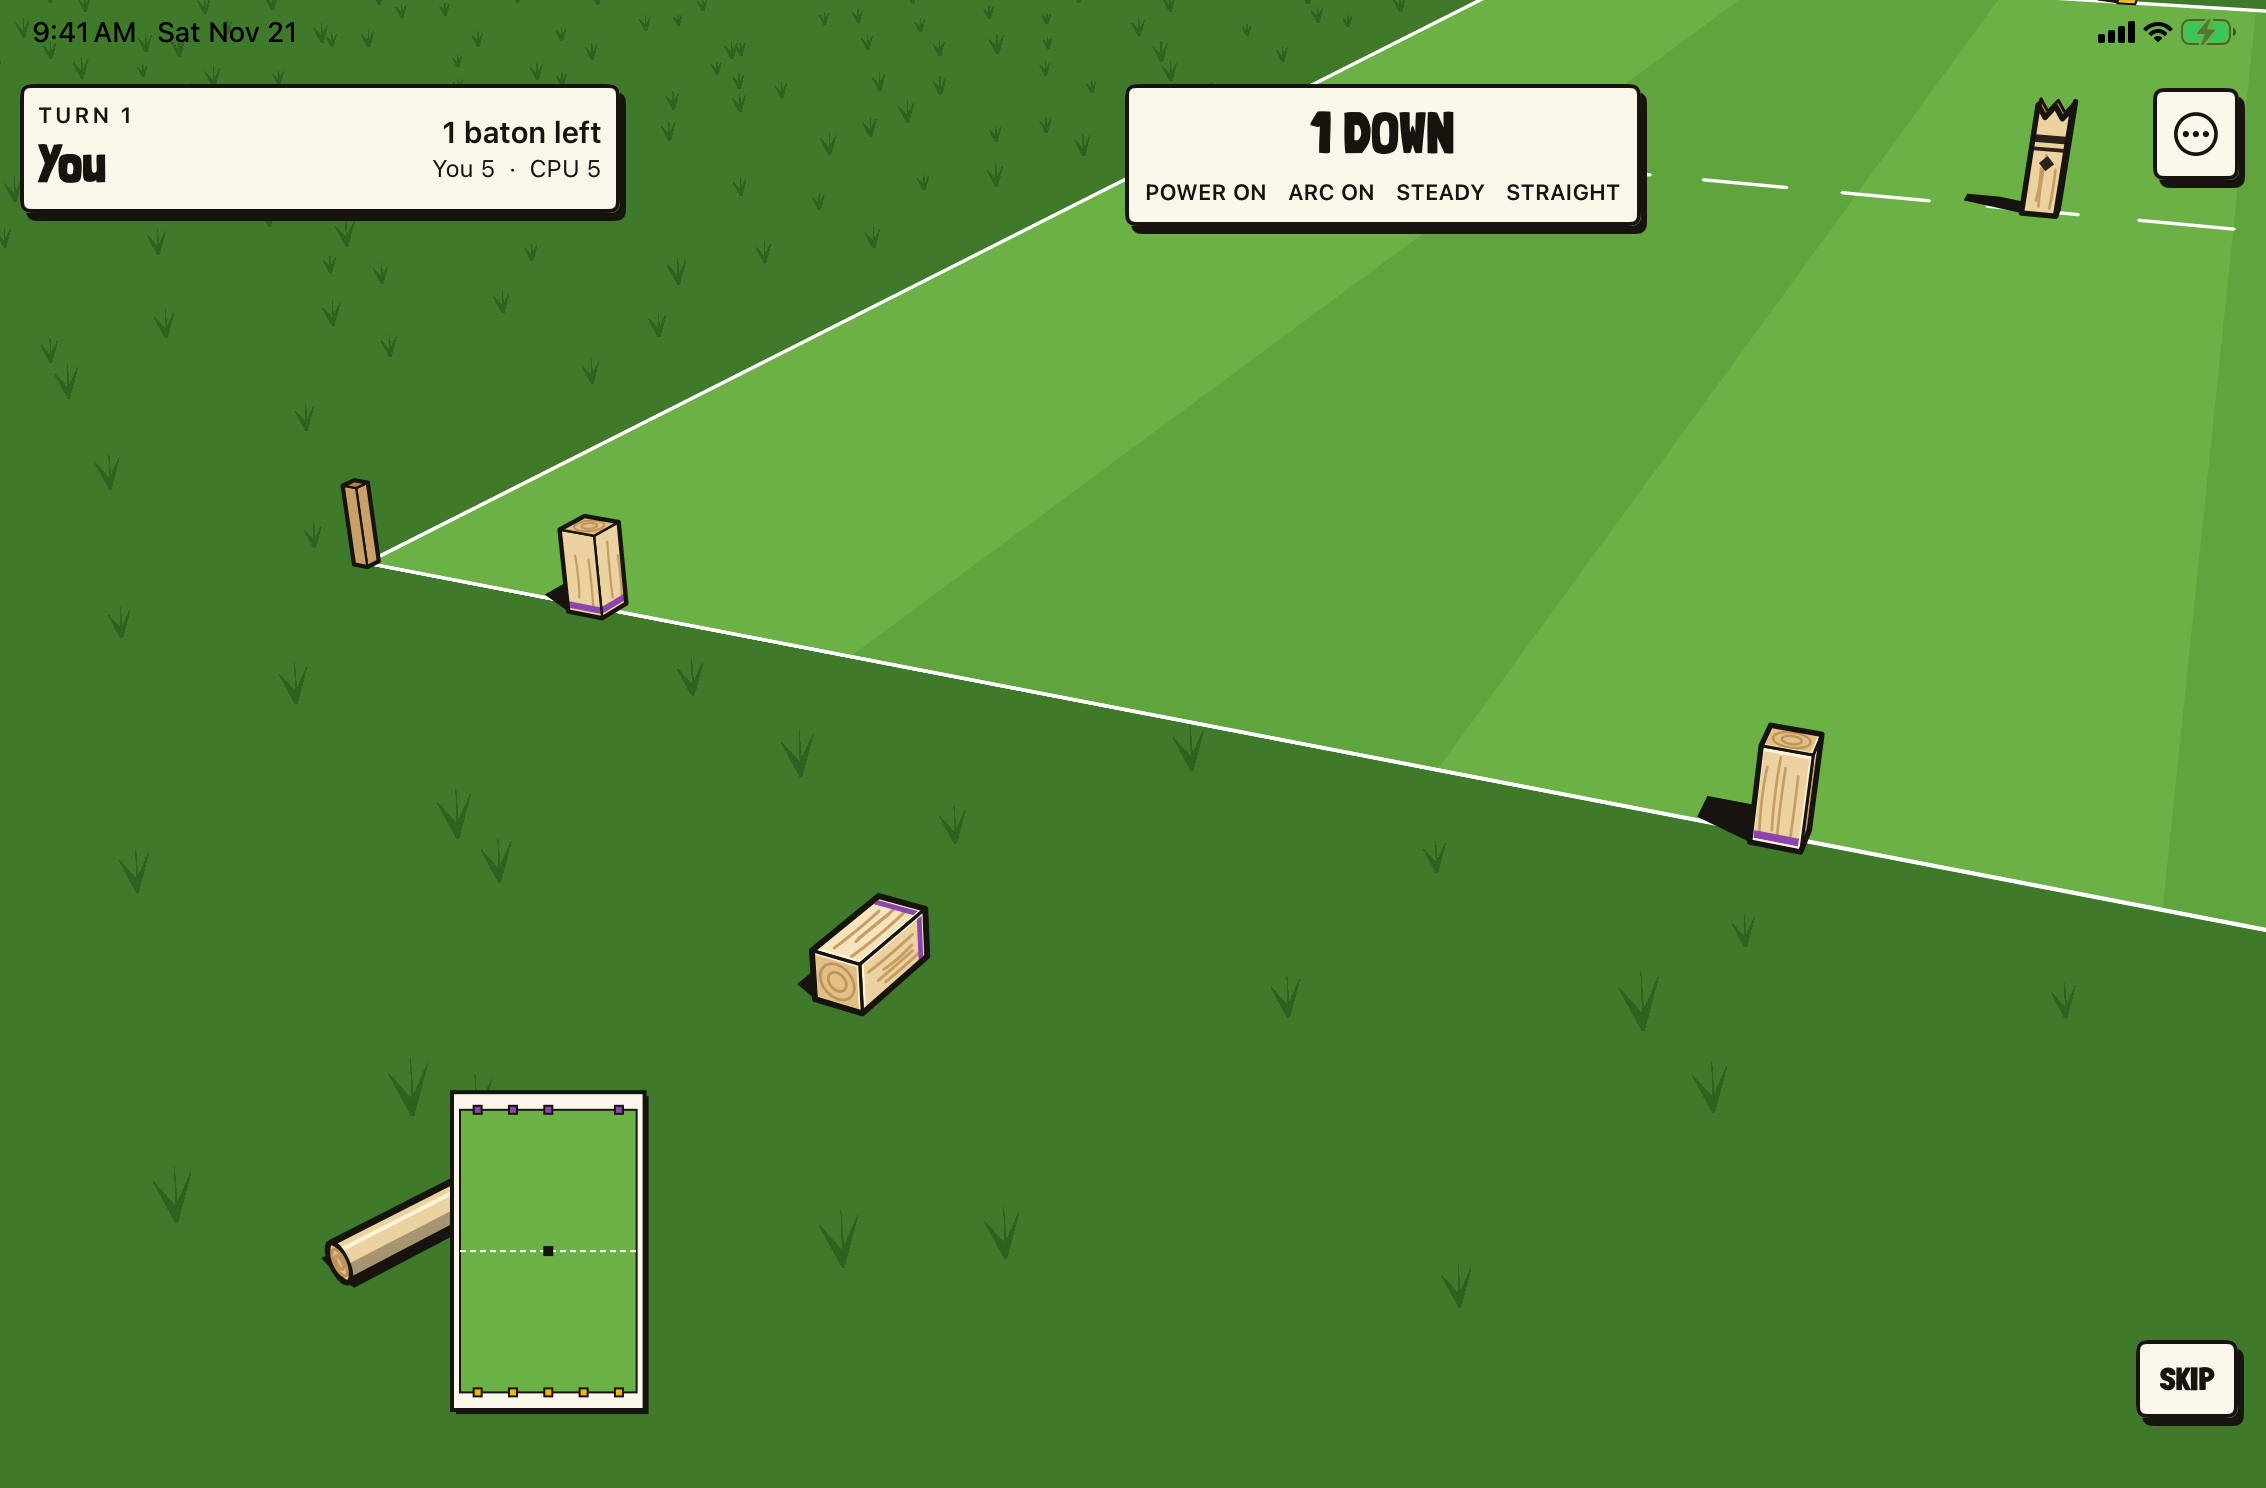 9:41 AM Sat Nov 21
TURN 1
You
1 baton left
You 5 · CPU 5
1 DOWN
POWER ON ARC ON STEADY STRAIGHT
SKIP